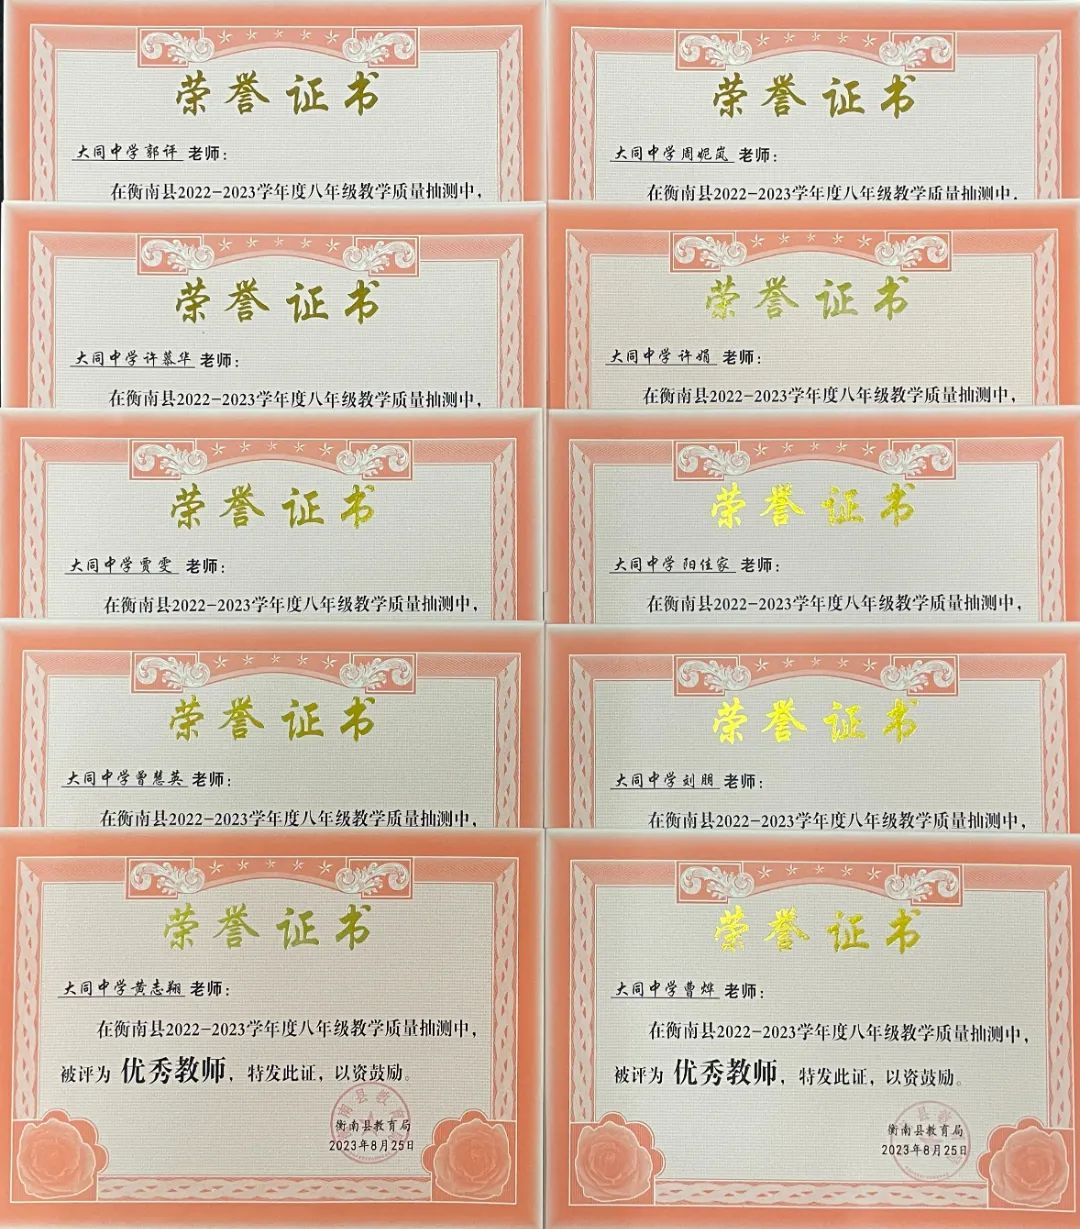 荣誉证书
大同中学郭评 老师：
在衡南县2022-2023学年度八年级教学质量抽测中，
荣誉证书
大同中学周妮岚 老师：
在衡南县2022-2023学年度八年级教学质量抽测中，
荣誉证书
大同中学许慕华 老师：
在衡南县2022-2023学年度八年级教学质量抽测中，
荣誉证书
大同中学许娟 老师：
在衡南县2022-2023学年度八年级教学质量抽测中，
荣誉证书
大同中学贾雯 老师：
在衡南县2022-2023学年度八年级教学质量抽测中，
荣誉证书
大同中学阳佳家 老师：
在衡南县2022-2023学年度八年级教学质量抽测中，
荣誉证书
大同中学曾慧英 老师：
在衡南县2022-2023学年度八年级教学质量抽测中，
荣誉证书
大同中学刘朋 老师：
在衡南县2022-2023学年度八年级教学质量抽测中，
荣誉证书
大同中学黄志翔 老师：
在衡南县2022-2023学年度八年级教学质量抽测中，
被评为 优秀教师，特发此证，以资鼓励。
衡南县教育局
2023年8月25日
荣誉证书
大同中学曹烨 老师：
在衡南县2022-2023学年度八年级教学质量抽测中，
被评为 优秀教师，特发此证，以资鼓励。
衡南县教育局
2023年8月25日